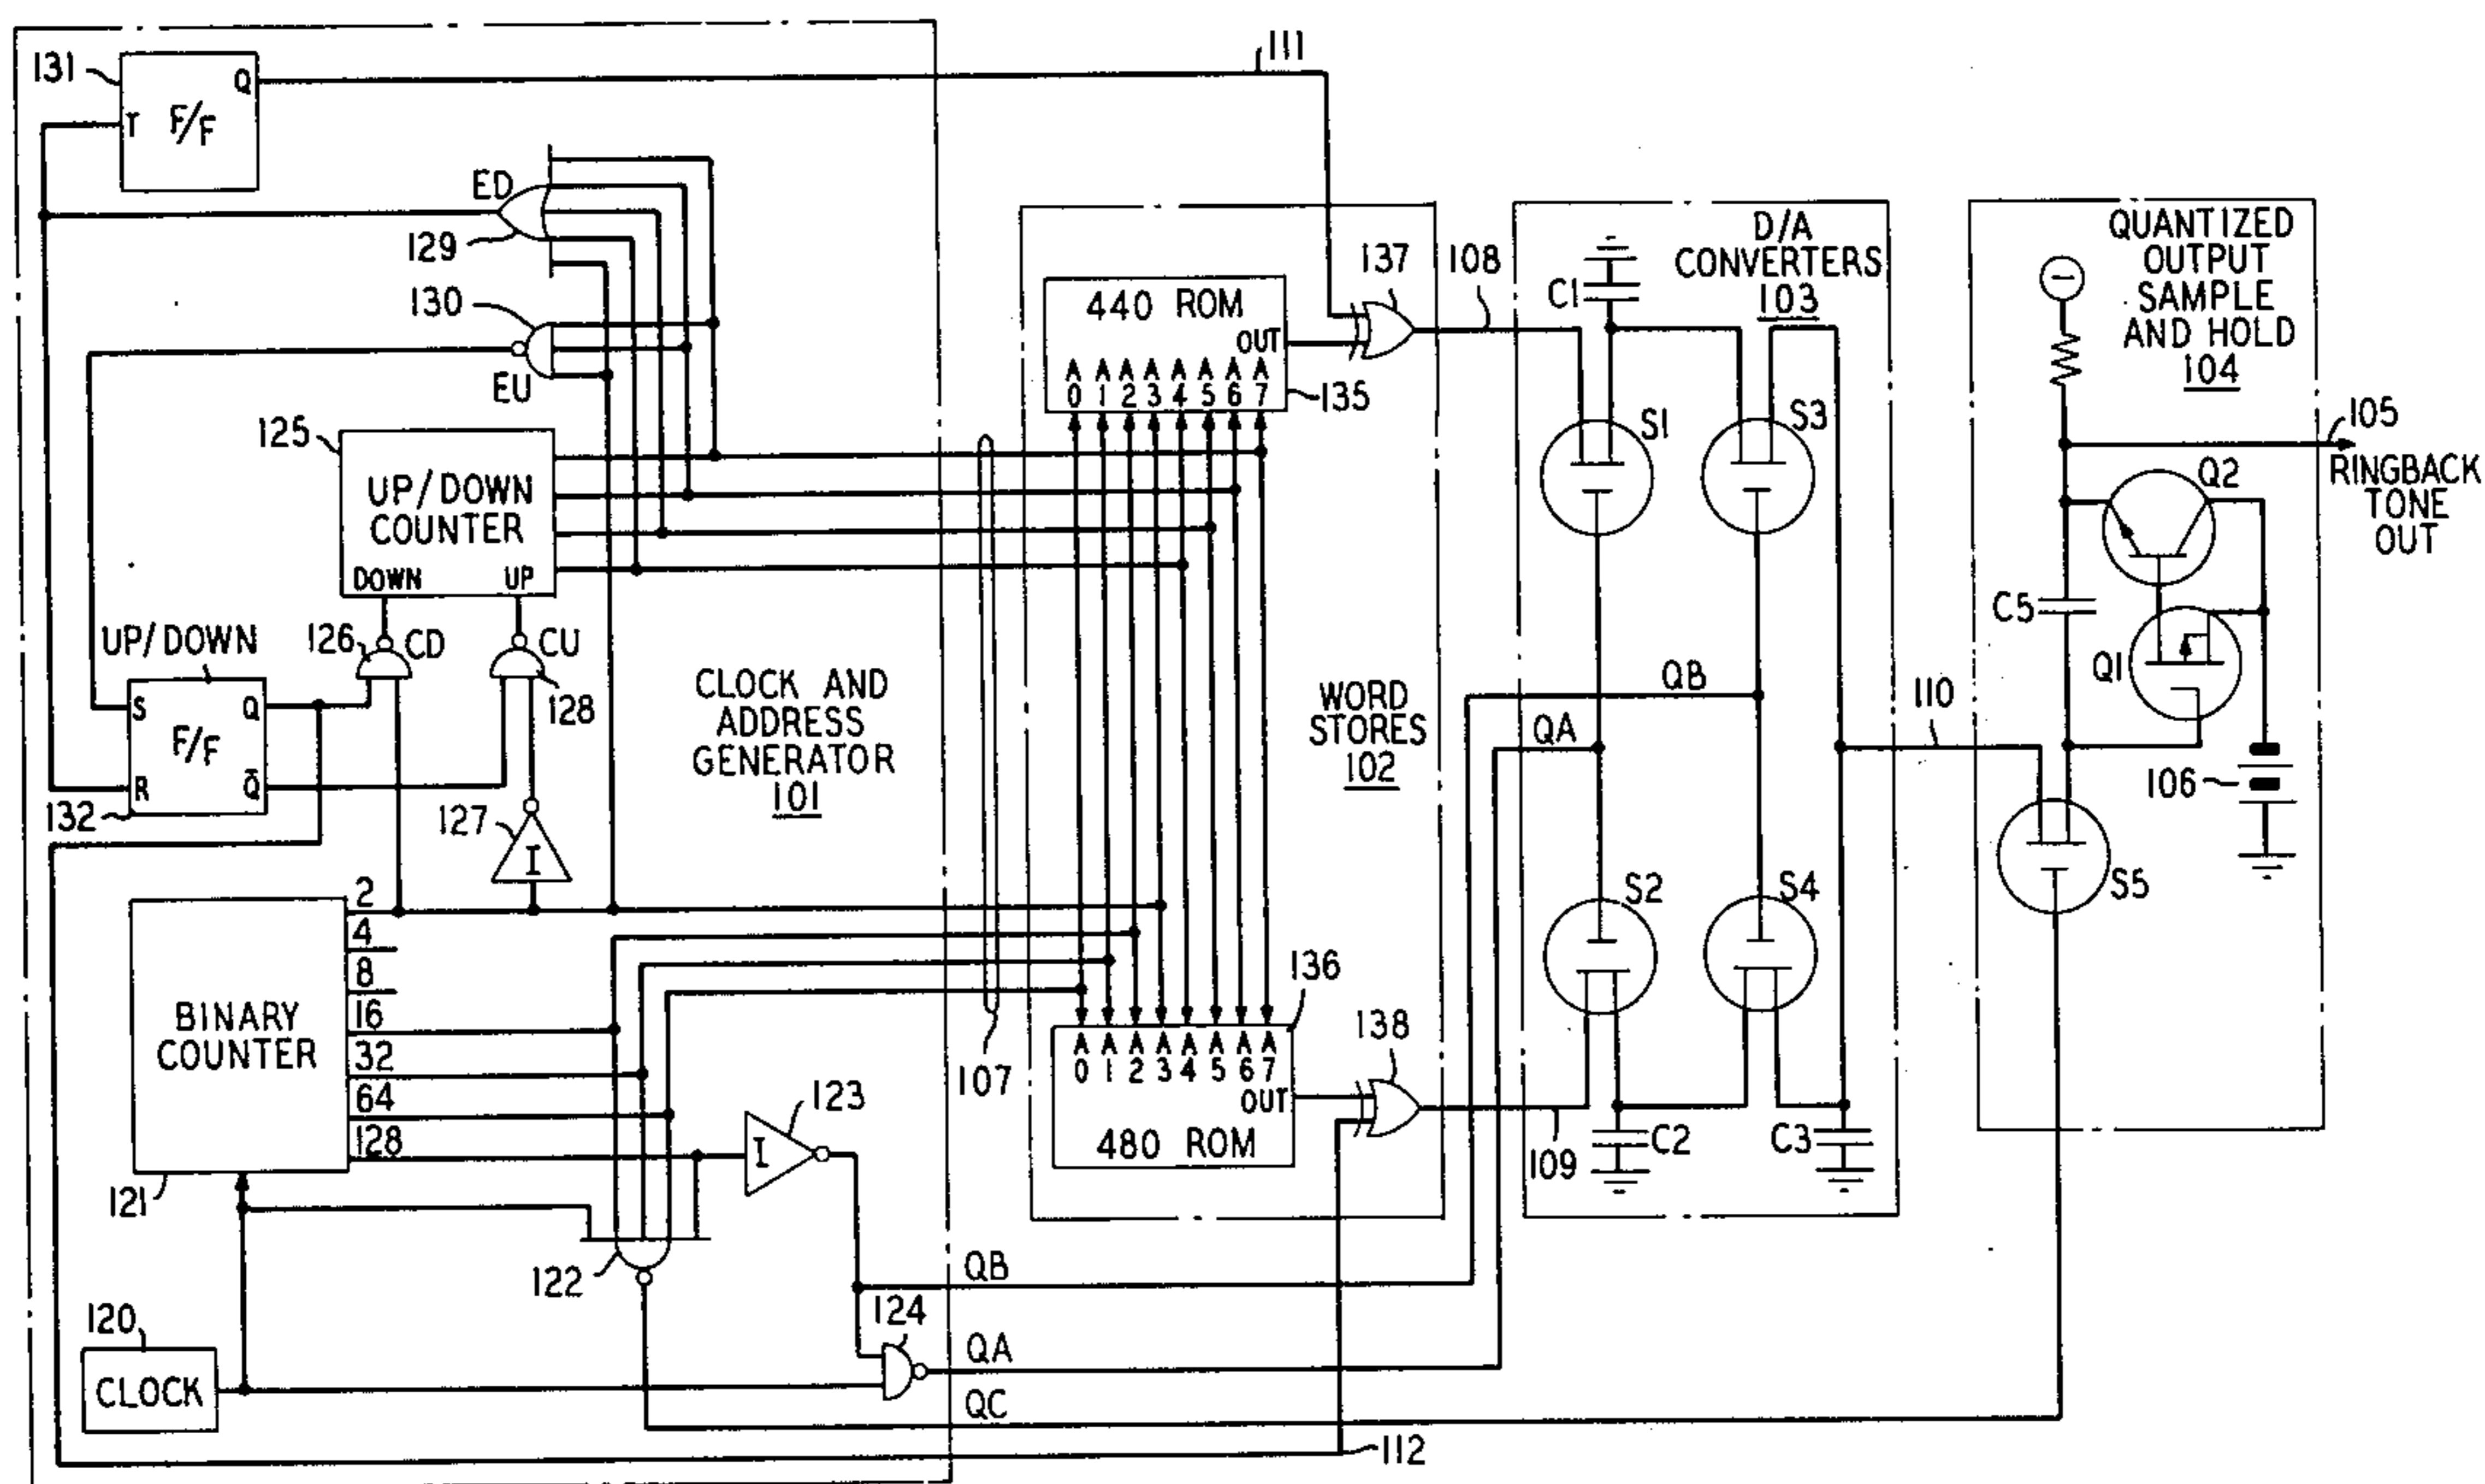 131
Q
F/F
T
111
ED
129
130
EU
125
UP/DOWN
COUNTER
DOWN
UP
UP/DOWN
126
CD
CU
128
S
Q
F/F
R
Q̄
132
127
I
CLOCK AND
ADDRESS
GENERATOR
101
BINARY
COUNTER
2
4
8
16
32
64
128
121
I
123
122
124
120
CLOCK
QB
QA
QC
112
107
440 ROM
OUT
A A A A A A A A
0 1 2 3 4 5 6 7
135
137
108
WORD
STORES
102
136
A A A A A A A A
0 1 2 3 4 5 6 7
OUT
480 ROM
138
109
D/A
CONVERTERS
103
C1
S1
S3
QB
QA
S2
S4
C2
C3
110
QUANTIZED
OUTPUT
SAMPLE
AND HOLD
104
105
RINGBACK
TONE
OUT
Q2
C5
Q1
106
S5